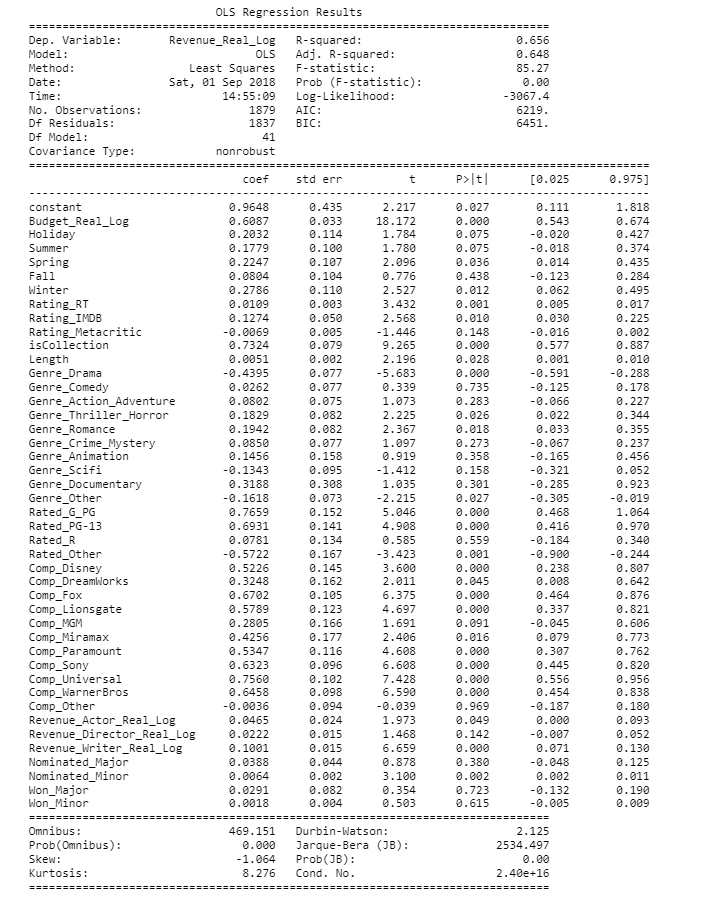 OLS Regression Results
==============================================================================
Dep. Variable: Revenue_Real_Log R-squared: 0.656
Model: OLS Adj. R-squared: 0.648
Method: Least Squares F-statistic: 85.27
Date: Sat, 01 Sep 2018 Prob (F-statistic): 0.00
Time: 14:55:09 Log-Likelihood: -3067.4
No. Observations: 1879 AIC: 6219.
Df Residuals: 1837 BIC: 6451.
Df Model: 41
Covariance Type: nonrobust
==============================================================================
coef std err t P>|t| [0.025 0.975]
------------------------------------------------------------------------------
constant 0.9648 0.435 2.217 0.027 0.111 1.818
Budget_Real_Log 0.6087 0.033 18.172 0.000 0.543 0.674
Holiday 0.2032 0.114 1.784 0.075 -0.020 0.427
Summer 0.1779 0.100 1.780 0.075 -0.018 0.374
Spring 0.2247 0.107 2.096 0.036 0.014 0.435
Fall 0.0804 0.104 0.776 0.438 -0.123 0.284
Winter 0.2786 0.110 2.527 0.012 0.062 0.495
Rating_RT 0.0109 0.003 3.432 0.001 0.005 0.017
Rating_IMDB 0.1274 0.050 2.568 0.010 0.030 0.225
Rating_Metacritic -0.0069 0.005 -1.446 0.148 -0.016 0.002
isCollection 0.7324 0.079 9.265 0.000 0.577 0.887
Length 0.0051 0.002 2.196 0.028 0.001 0.010
Genre_Drama -0.4395 0.077 -5.683 0.000 -0.591 -0.288
Genre_Comedy 0.0262 0.077 0.339 0.735 -0.125 0.178
Genre_Action_Adventure 0.0802 0.075 1.073 0.283 -0.066 0.227
Genre_Thriller_Horror 0.1829 0.082 2.225 0.026 0.022 0.344
Genre_Romance 0.1942 0.082 2.367 0.018 0.033 0.355
Genre_Crime_Mystery 0.0850 0.077 1.097 0.273 -0.067 0.237
Genre_Animation 0.1456 0.158 0.919 0.358 -0.165 0.456
Genre_Scifi -0.1343 0.095 -1.412 0.158 -0.321 0.052
Genre_Documentary 0.3188 0.308 1.035 0.301 -0.285 0.923
Genre_Other -0.1618 0.073 -2.215 0.027 -0.305 -0.019
Rated_G_PG 0.7659 0.152 5.046 0.000 0.468 1.064
Rated_PG-13 0.6931 0.141 4.908 0.000 0.416 0.970
Rated_R 0.0781 0.134 0.585 0.559 -0.184 0.340
Rated_Other -0.5722 0.167 -3.423 0.001 -0.900 -0.244
Comp_Disney 0.5226 0.145 3.600 0.000 0.238 0.807
Comp_DreamWorks 0.3248 0.162 2.011 0.045 0.008 0.642
Comp_Fox 0.6702 0.105 6.375 0.000 0.464 0.876
Comp_Lionsgate 0.5789 0.123 4.697 0.000 0.337 0.821
Comp_MGM 0.2805 0.166 1.691 0.091 -0.045 0.606
Comp_Miramax 0.4256 0.177 2.406 0.016 0.079 0.773
Comp_Paramount 0.5347 0.116 4.608 0.000 0.307 0.762
Comp_Sony 0.6323 0.096 6.608 0.000 0.445 0.820
Comp_Universal 0.7560 0.102 7.428 0.000 0.556 0.956
Comp_WarnerBros 0.6458 0.098 6.590 0.000 0.454 0.838
Comp_Other -0.0036 0.094 -0.039 0.969 -0.187 0.180
Revenue_Actor_Real_Log 0.0465 0.024 1.973 0.049 0.000 0.093
Revenue_Director_Real_Log 0.0222 0.015 1.468 0.142 -0.007 0.052
Revenue_Writer_Real_Log 0.1001 0.015 6.659 0.000 0.071 0.130
Nominated_Major 0.0388 0.044 0.878 0.380 -0.048 0.125
Nominated_Minor 0.0064 0.002 3.100 0.002 0.002 0.011
Won_Major 0.0291 0.082 0.354 0.723 -0.132 0.190
Won_Minor 0.0018 0.004 0.503 0.615 -0.005 0.009
==============================================================================
Omnibus: 469.151 Durbin-Watson: 2.125
Prob(Omnibus): 0.000 Jarque-Bera (JB): 2534.497
Skew: -1.064 Prob(JB): 0.00
Kurtosis: 8.276 Cond. No. 2.40e+16
==============================================================================